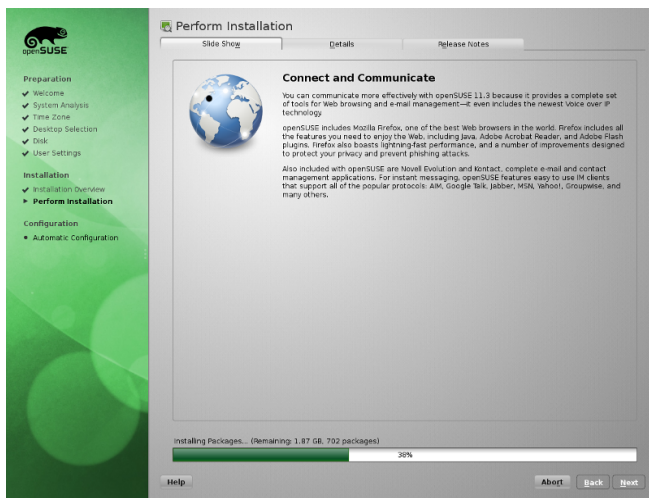 openSUSE
Perform Installation
Slide Show
Details
Release Notes
Preparation
Welcome
System Analysis
Time Zone
Desktop Selection
Disk
User Settings
Installation
Installation Overview
Perform Installation
Configuration
Automatic Configuration
Connect and Communicate
You can communicate more effectively with openSUSE 11.3 because it provides a complete set
of tools for Web browsing and e-mail management—it even includes the newest Voice over IP
technology.
openSUSE includes Mozilla Firefox, one of the best Web browsers in the world. Firefox includes all
the features you need to enjoy the Web, including Java, Adobe Acrobat Reader, and Adobe Flash
plugins. Firefox also boasts lightning-fast performance, and a number of improvements designed
to protect your privacy and prevent phishing attacks.
Also included with openSUSE are Novell Evolution and Kontact, complete e-mail and contact
management applications. For instant messaging, openSUSE features easy to use IM clients
that support all of the popular protocols: AIM, Google Talk, Jabber, MSN, Yahoo!, Groupwise, and
many others.
Installing Packages... (Remaining: 1.87 GB, 702 packages)
38%
Help
Abort
Back
Next